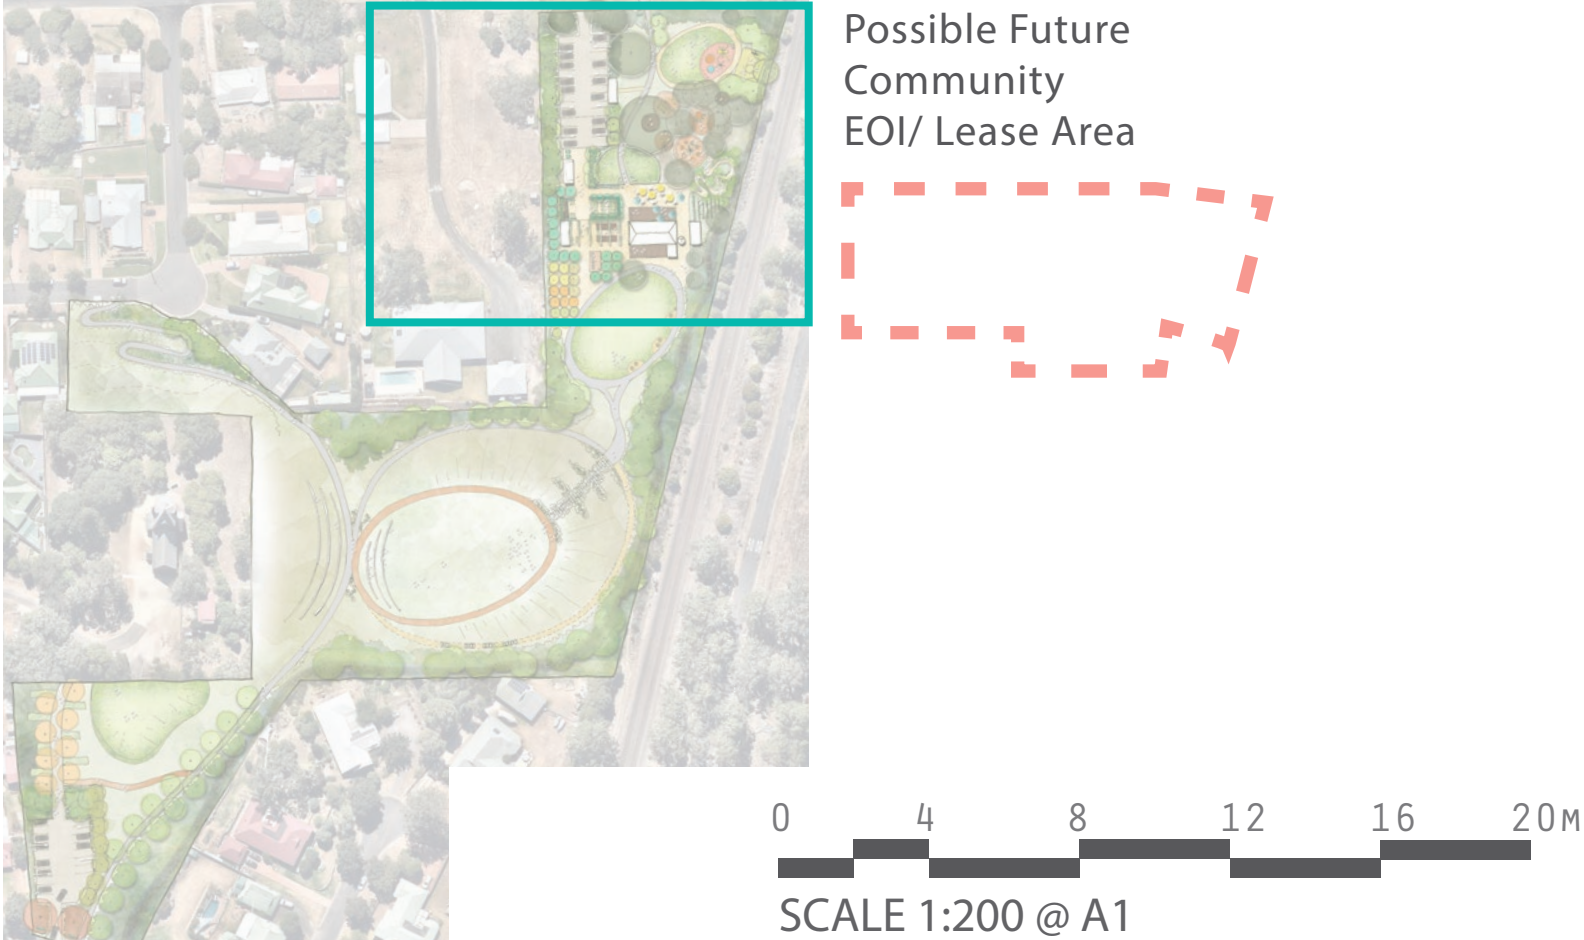 Possible Future
Community
EOI/ Lease Area
0 4 8 12 16 20M
SCALE 1:200 @ A1